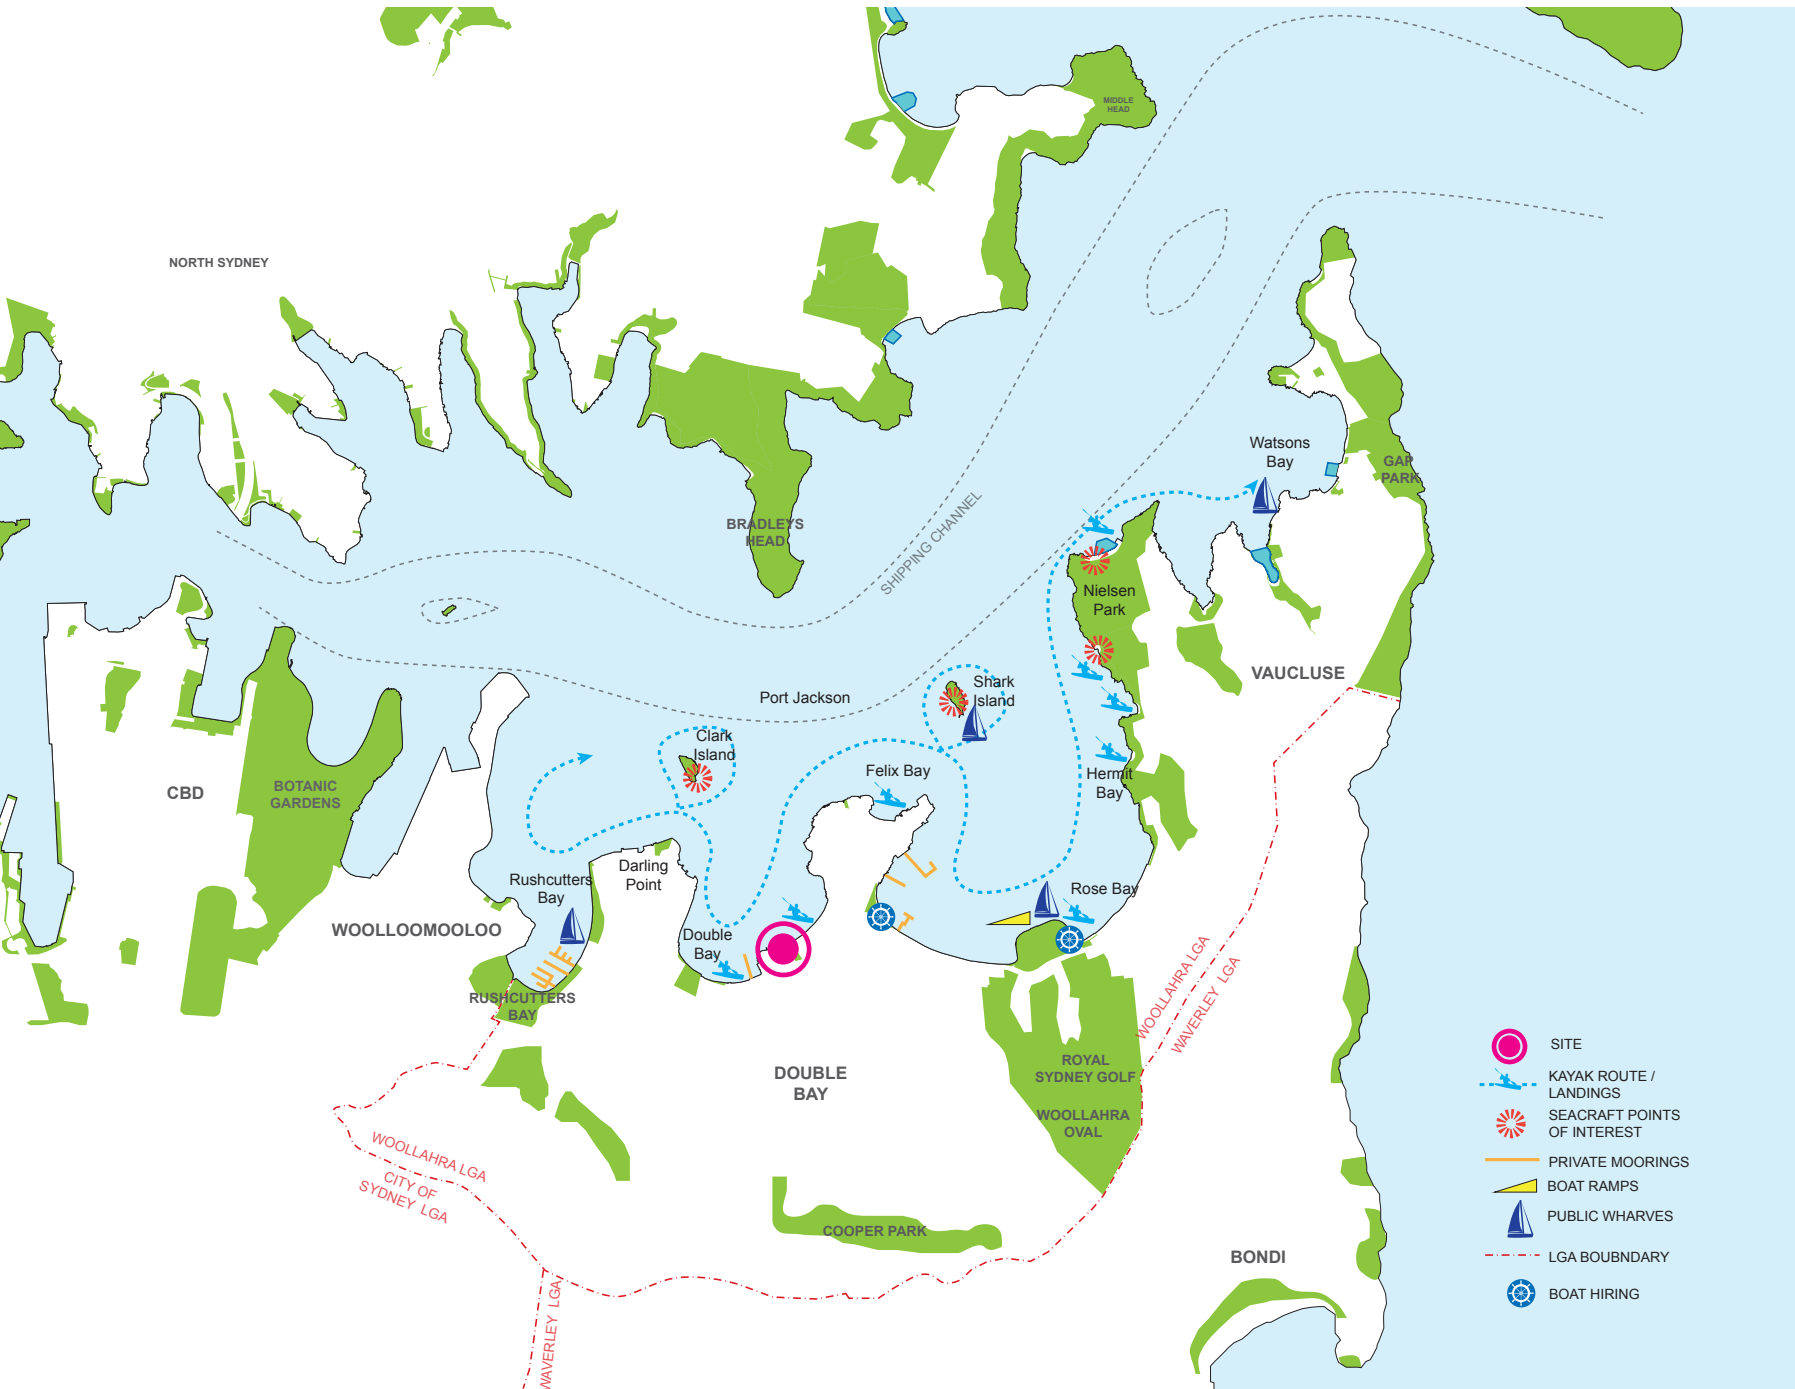 MIDDLE
HEAD
NORTH SYDNEY
Watsons
Bay
GAP
PARK
BRADLEYS
HEAD
SHIPPING CHANNEL
Nielsen
Park
VAUCLUSE
Shark
Island
Port Jackson
Clark
Island
Felix Bay
Hermit
Bay
CBD
BOTANIC
GARDENS
Darling
Point
Rushcutters
Bay
Rose Bay
WOOLLOOMOOLOO
Double
Bay
RUSHCUTTERS
BAY
WOOLLAHRA LGA
WAVERLEY LGA
DOUBLE
BAY
ROYAL
SYDNEY GOLF
WOOLLAHRA
OVAL
WOOLLAHRA LGA
CITY OF
SYDNEY LGA
COOPER PARK
BONDI
WAVERLEY LGA
SITE
KAYAK ROUTE /
LANDINGS
SEACRAFT POINTS
OF INTEREST
PRIVATE MOORINGS
BOAT RAMPS
PUBLIC WHARVES
LGA BOUBNDARY
BOAT HIRING